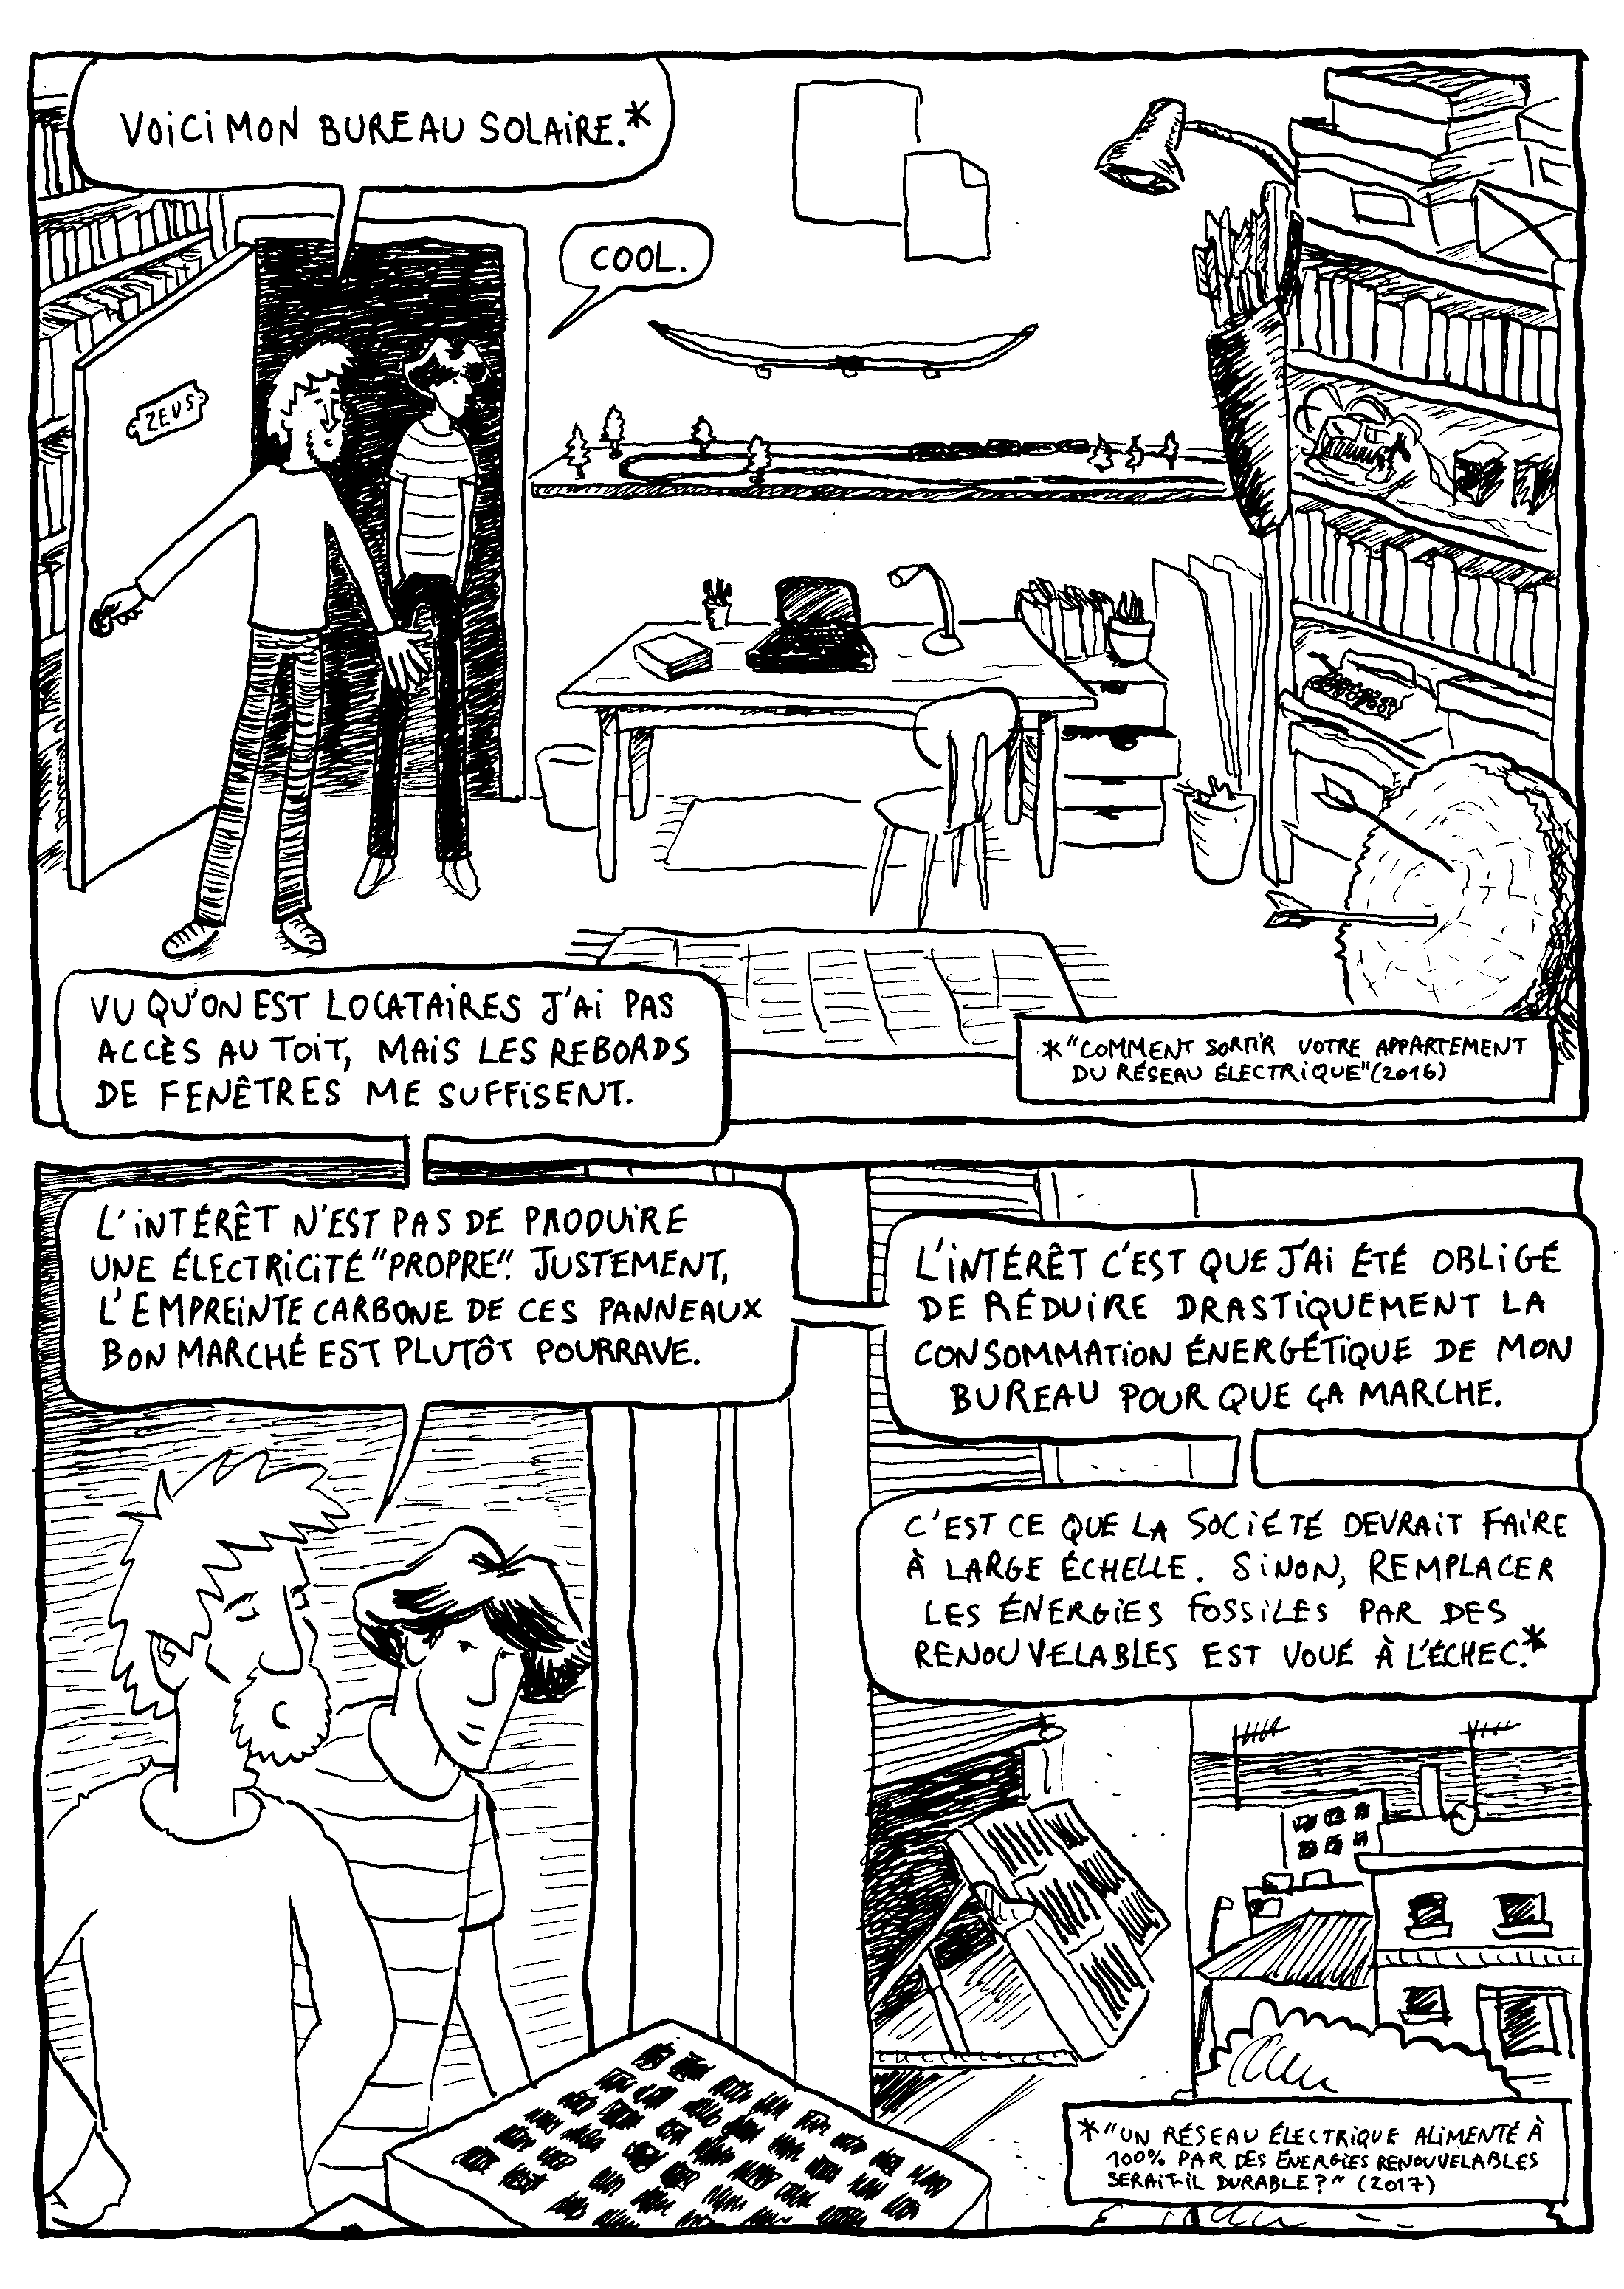 VOICI MON BUREAU SOLAIRE.*
COOL.
ZEUS
VU QU'ON EST LOCATAIRES J'AI PAS
ACCÈS AU TOIT, MAIS LES REBORDS
DE FENÊTRES ME SUFFISENT.
*"COMMENT SORTIR VOTRE APPARTEMENT
DU RÉSEAU ÉLECTRIQUE" (2016)
L'INTÉRÊT N'EST PAS DE PRODUIRE
UNE ÉLECTRICITÉ "PROPRE". JUSTEMENT,
L'EMPREINTE CARBONE DE CES PANNEAUX
BON MARCHÉ EST PLUTÔT POURRAVE.
L'INTÉRÊT C'EST QUE J'AI ÉTÉ OBLIGÉ
DE RÉDUIRE DRASTIQUEMENT LA
CONSOMMATION ÉNERGÉTIQUE DE MON
BUREAU POUR QUE ÇA MARCHE.
C'EST CE QUE LA SOCIÉTÉ DEVRAIT FAIRE
À LARGE ÉCHELLE. SINON, REMPLACER
LES ÉNERGIES FOSSILES PAR DES
RENOUVELABLES EST VOUÉ À L'ÉCHEC.*
*"UN RÉSEAU ÉLECTRIQUE ALIMENTÉ À
100% PAR DES ÉNERGIES RENOUVELABLES
SERAIT-IL DURABLE?" (2017)